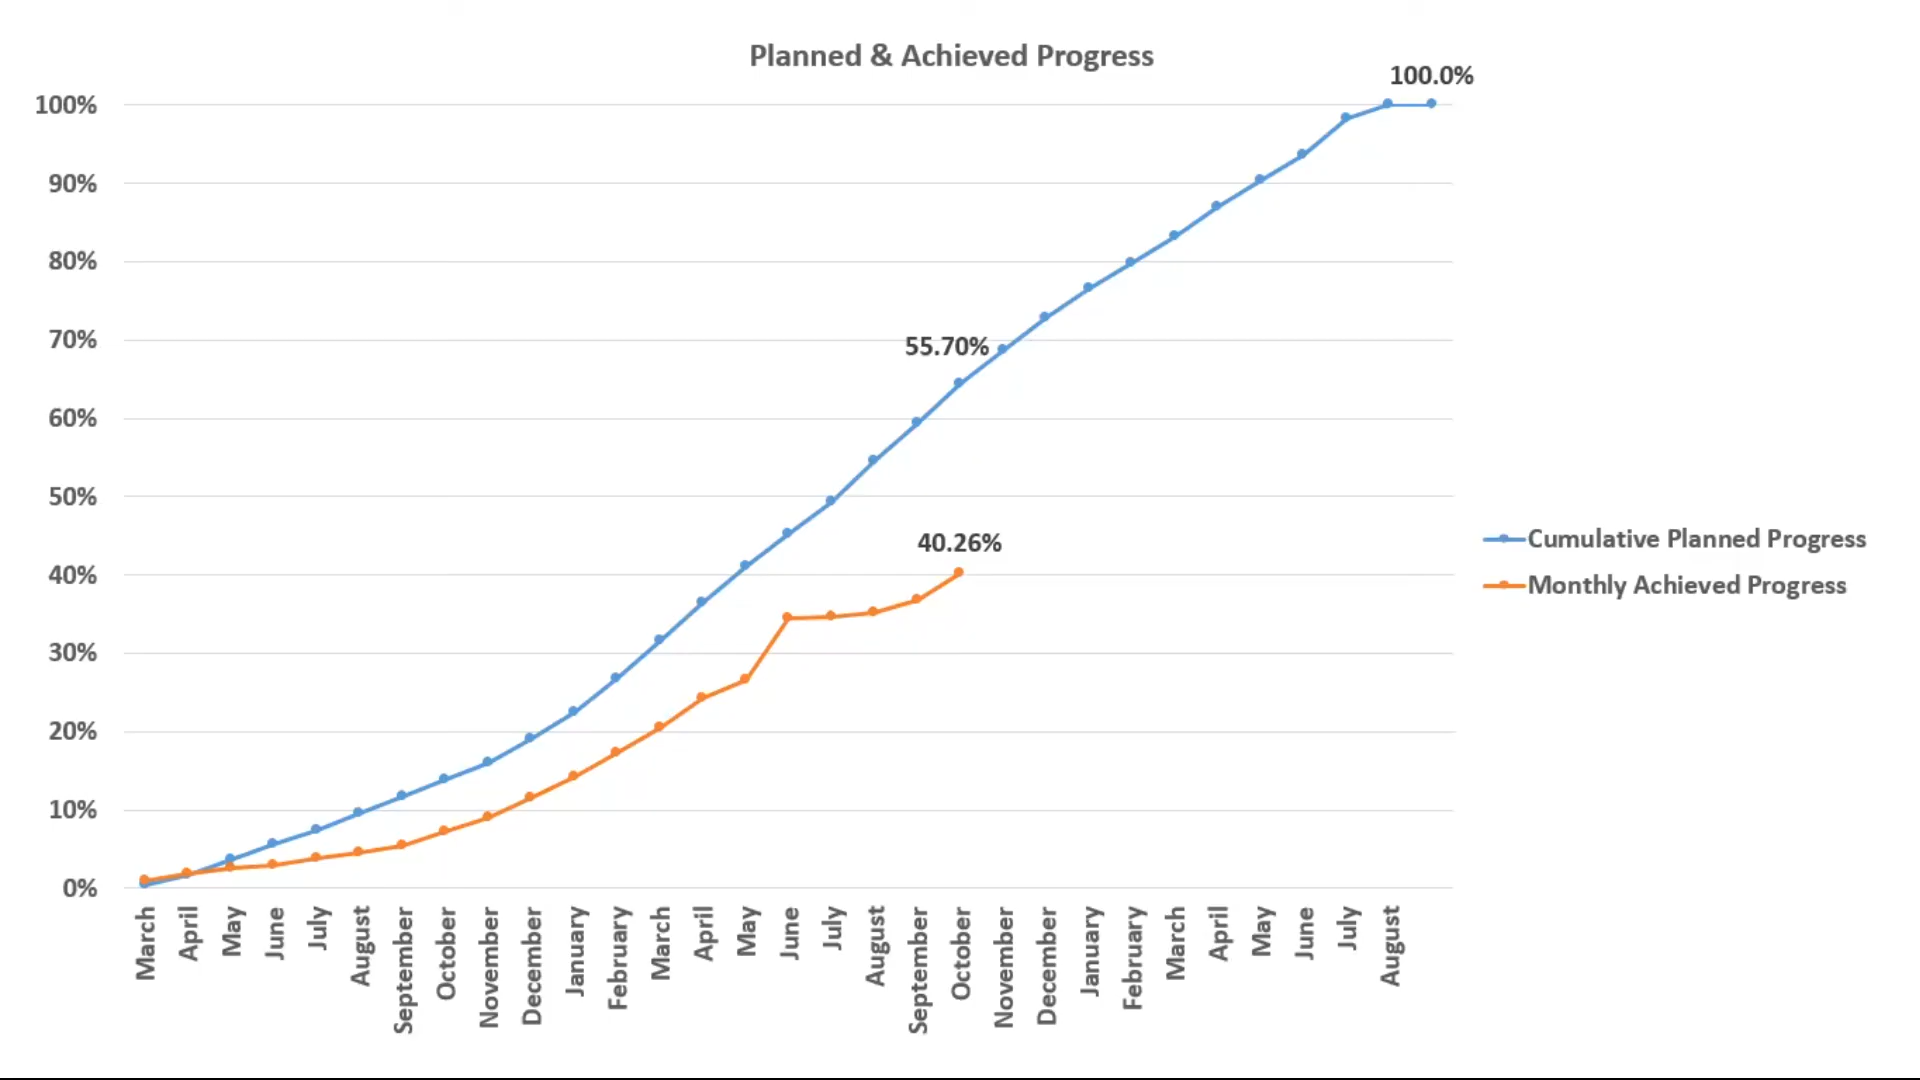 Planned & Achieved Progress
100.0%
100%
90%
80%
70%
60%
50%
40%
30%
20%
10%
0%
55.70%
40.26%
Cumulative Planned Progress
Monthly Achieved Progress
March
April
May
June
July
August
September
October
November
December
January
February
March
April
May
June
July
August
September
October
November
December
January
February
March
April
May
June
July
August